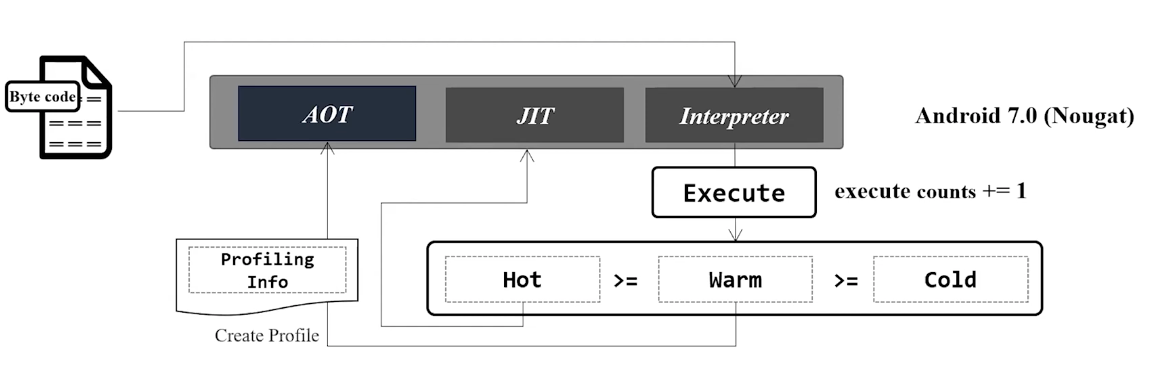 Byte code
AOT
JIT
Interpreter
Android 7.0 (Nougat)
Execute
execute counts += 1
Profiling
Info
Hot >= Warm >= Cold
Create Profile